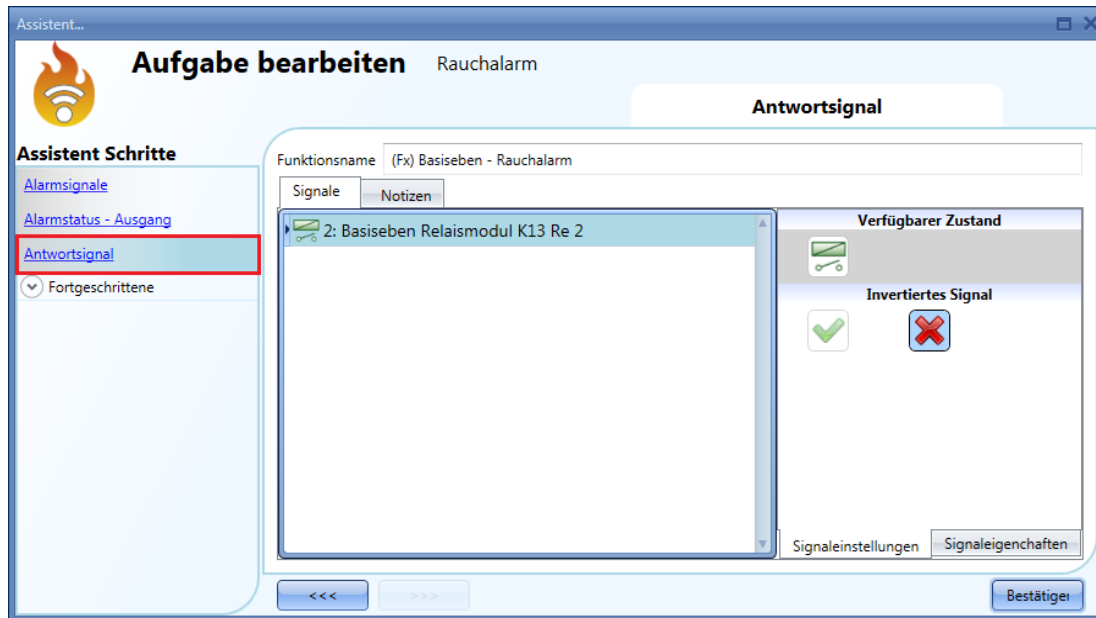 Assistent...
Aufgabe bearbeiten Rauchalarm
Antwortsignal
Assistent Schritte
Alarmsignale
Alarmstatus - Ausgang
Antwortsignal
Fortgeschrittene
Funktionsname (Fx) Basiseben - Rauchalarm
Signale Notizen
2: Basiseben Relaismodul K13 Re 2
Verfügbarer Zustand
Invertiertes Signal
Signaleinstellungen Signaleigenchaften
<<< >>> Bestätiger